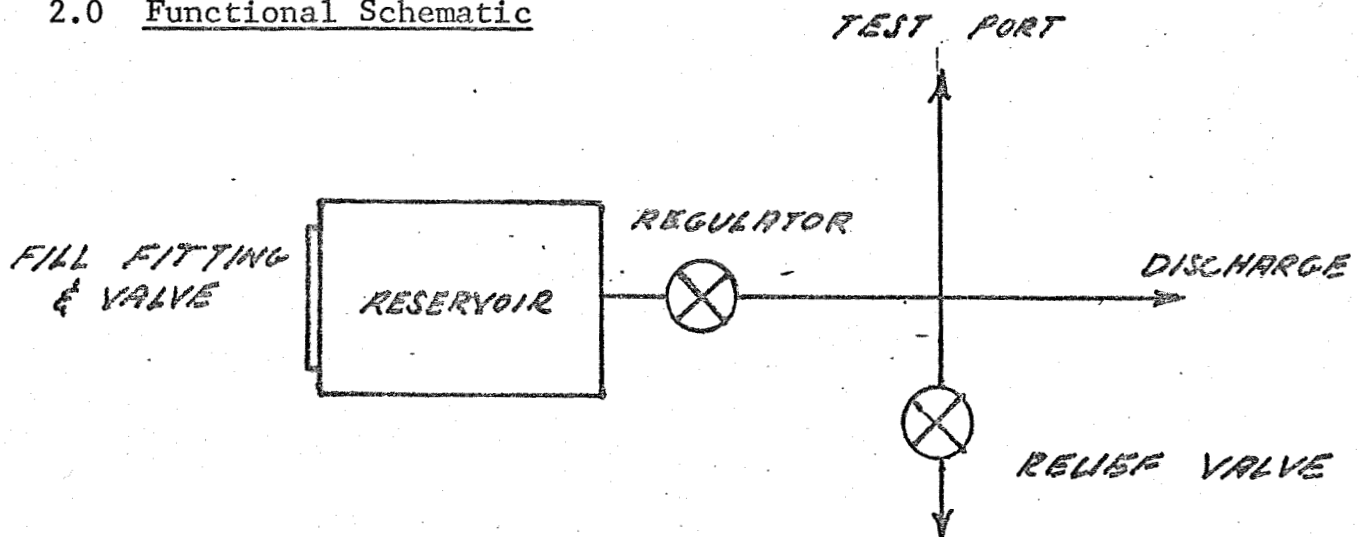 2.0 Functional Schematic
TEST PORT
REGULATOR
FILL FITTING
& VALVE
RESERVOIR
DISCHARGE
RELIEF VALVE